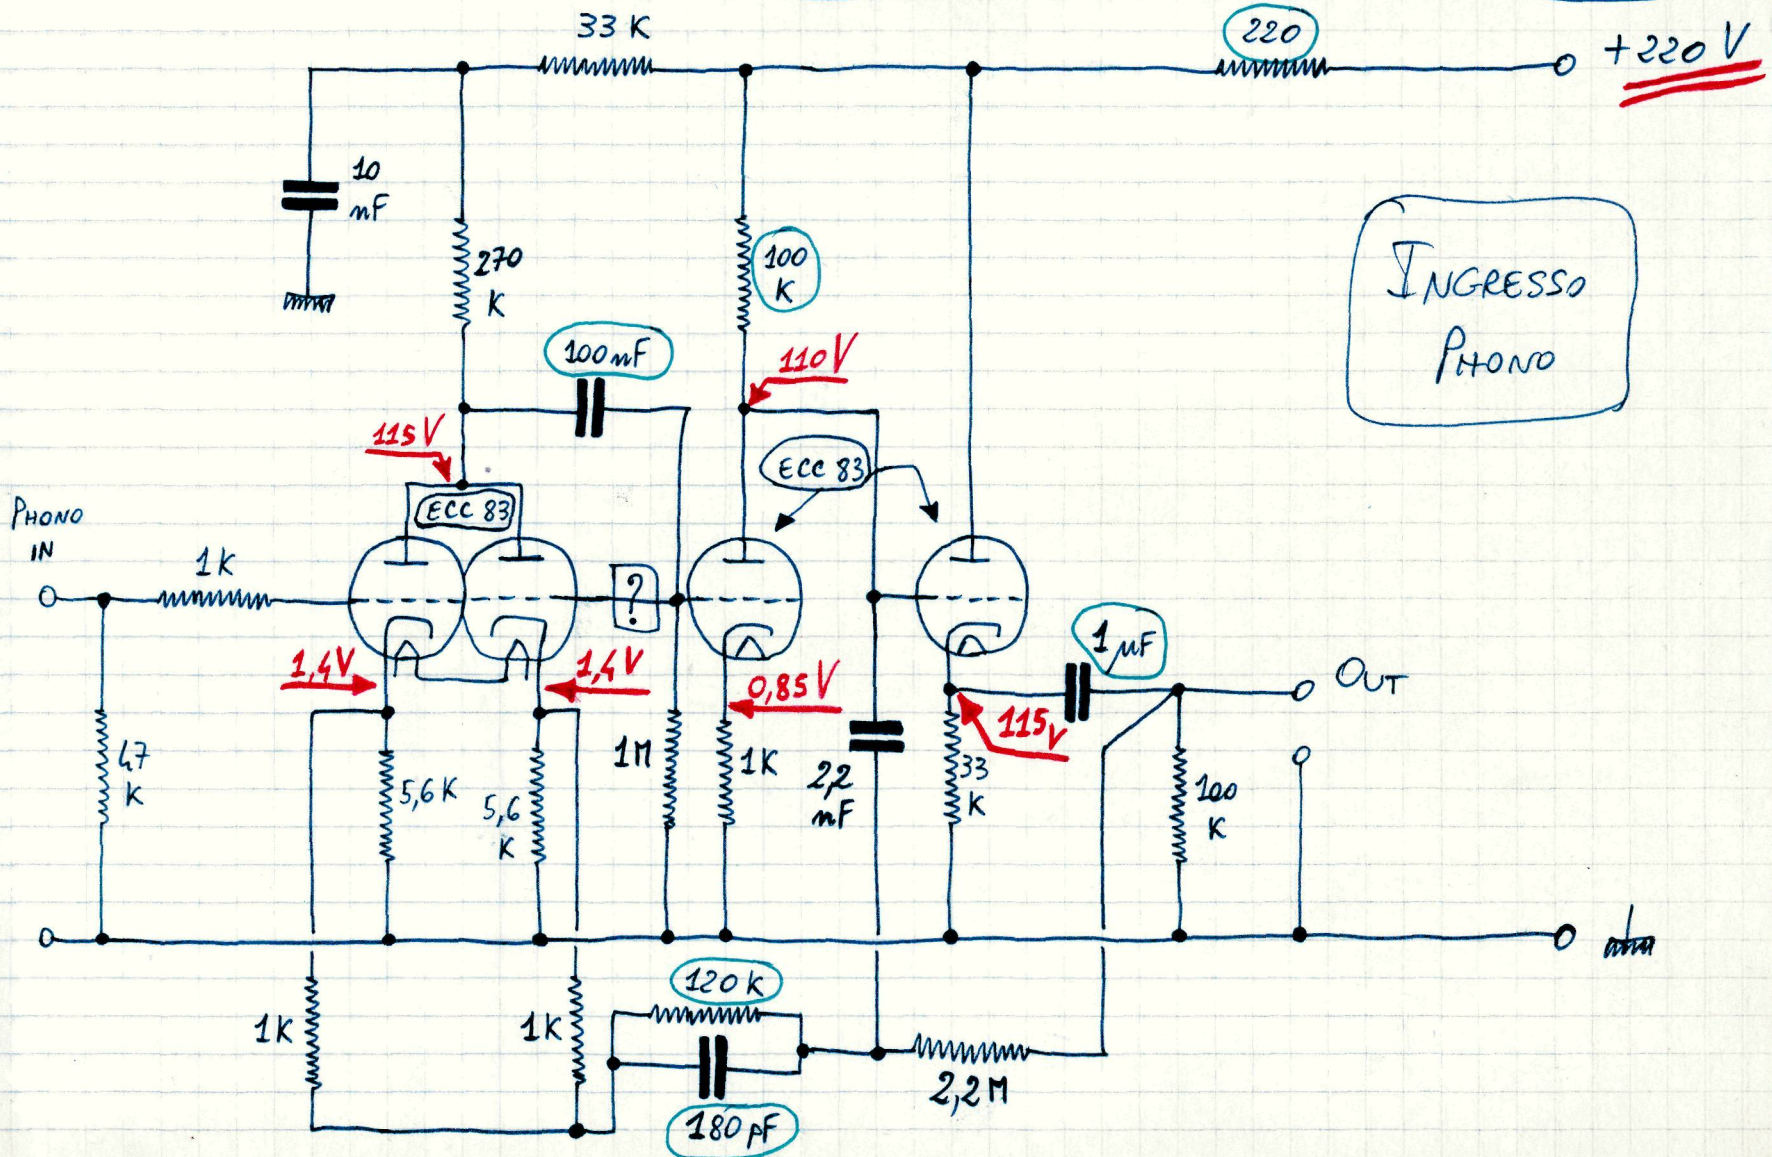 33 K
220
+220 V
10
nF
270
K
100
K
INGRESSO
PHONO
100nF
110V
115V
ECC 83
ECC 83
PHONO
IN
1K
?
1,4V
1,4V
0,85V
1µF
OUT
115V
47
K
5,6K
5,6
K
1M
1K
2,2
nF
33
K
100
K
120K
1K
1K
2,2M
180pF